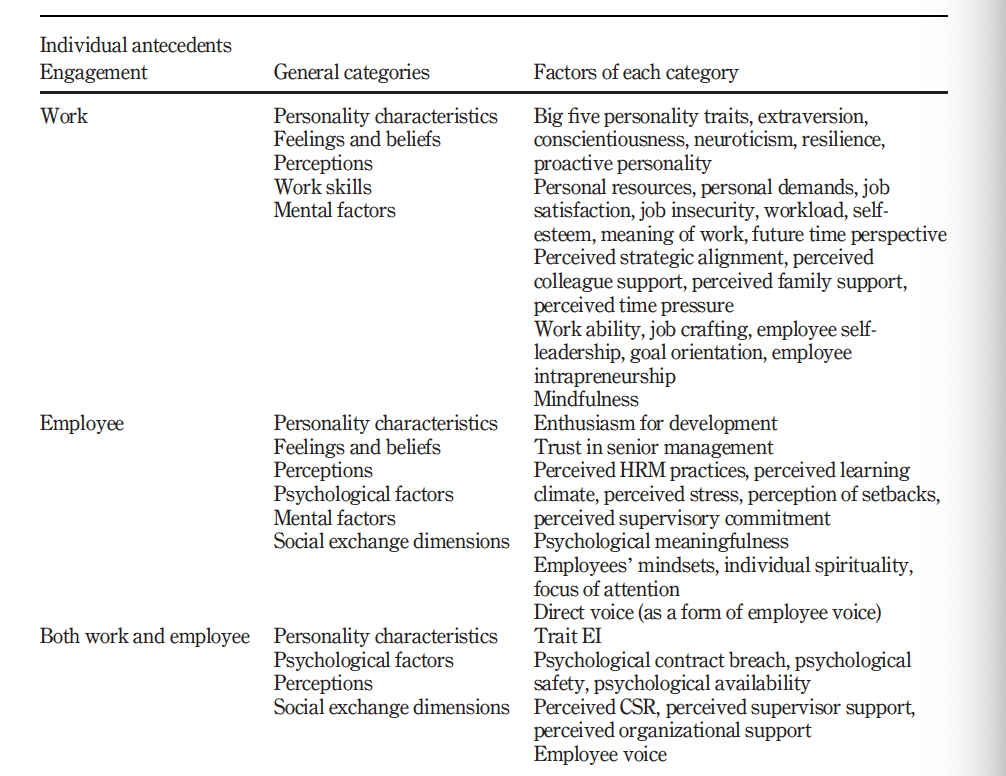 Individual antecedents
Engagement General categories Factors of each category
Work Personality characteristics Big five personality traits, extraversion,
Feelings and beliefs conscientiousness, neuroticism, resilience,
Perceptions proactive personality
Work skills Personal resources, personal demands, job
Mental factors satisfaction, job insecurity, workload, self-
esteem, meaning of work, future time perspective
Perceived strategic alignment, perceived
colleague support, perceived family support,
perceived time pressure
Work ability, job crafting, employee self-
leadership, goal orientation, employee
intrapreneurship
Mindfulness
Employee Personality characteristics Enthusiasm for development
Feelings and beliefs Trust in senior management
Perceptions Perceived HRM practices, perceived learning
Psychological factors climate, perceived stress, perception of setbacks,
Mental factors perceived supervisory commitment
Social exchange dimensions Psychological meaningfulness
Employees' mindsets, individual spirituality,
focus of attention
Direct voice (as a form of employee voice)
Both work and employee Personality characteristics Trait EI
Psychological factors Psychological contract breach, psychological
Perceptions safety, psychological availability
Social exchange dimensions Perceived CSR, perceived supervisor support,
perceived organizational support
Employee voice